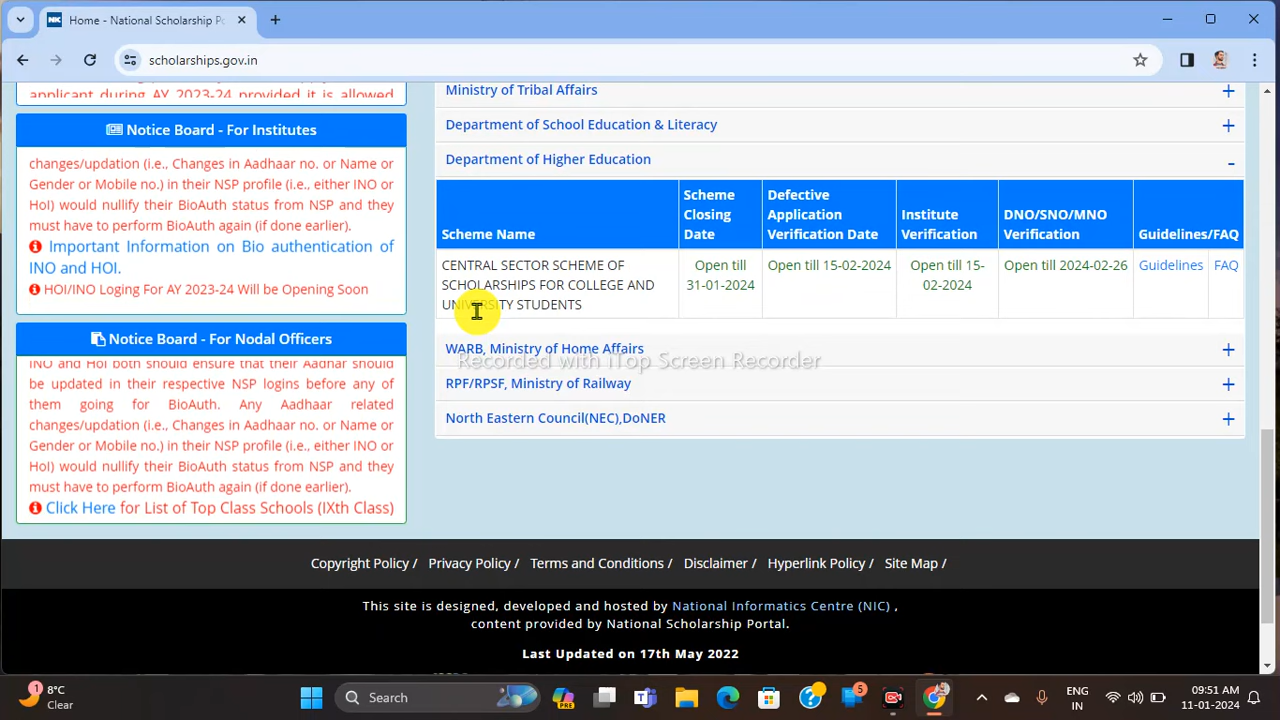 Home - National Scholarship Po
scholarships.gov.in
applicant during AY 2023-24 provided it is allowed
Notice Board - For Institutes
changes/updation (i.e., Changes in Aadhaar no. or Name or
Gender or Mobile no.) in their NSP profile (i.e., either INO or
HoI) would nullify their BioAuth status from NSP and they
must have to perform BioAuth again (if done earlier).
Important Information on Bio authentication of
INO and HOI.
HOI/INO Loging For AY 2023-24 Will be Opening Soon
Notice Board - For Nodal Officers
INO and HoI both should ensure that their Aadhar should
be updated in their respective NSP logins before any of
them going for BioAuth. Any Aadhaar related
changes/updation (i.e., Changes in Aadhaar no. or Name or
Gender or Mobile no.) in their NSP profile (i.e., either INO or
HoI) would nullify their BioAuth status from NSP and they
must have to perform BioAuth again (if done earlier).
Click Here for List of Top Class Schools (IXth Class)
Ministry of Tribal Affairs
Department of School Education & Literacy
Department of Higher Education
Scheme Name
Scheme
Closing
Date
Defective
Application
Verification Date
Institute
Verification
DNO/SNO/MNO
Verification
Guidelines/FAQ
CENTRAL SECTOR SCHEME OF
SCHOLARSHIPS FOR COLLEGE AND
UNIVERSITY STUDENTS
Open till
31-01-2024
Open till 15-02-2024
Open till 15-
02-2024
Open till 2024-02-26
Guidelines
FAQ
WARB, Ministry of Home Affairs
Recorded with iTop Screen Recorder
RPF/RPSF, Ministry of Railway
North Eastern Council(NEC),DoNER
Copyright Policy / Privacy Policy / Terms and Conditions / Disclaimer / Hyperlink Policy / Site Map /
This site is designed, developed and hosted by National Informatics Centre (NIC) ,
content provided by National Scholarship Portal.
Last Updated on 17th May 2022
1
8°C
Clear
Search
PRE
5
ENG
IN
09:51 AM
11-01-2024